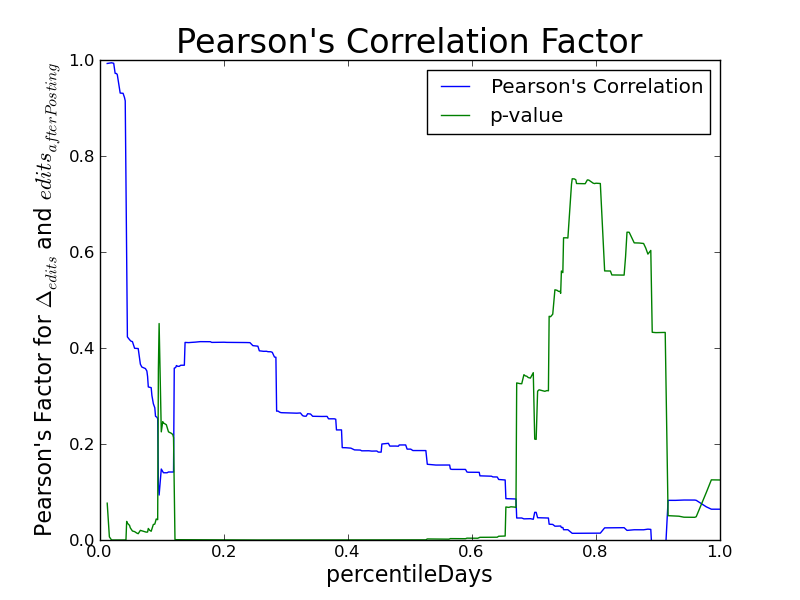 Pearson's Correlation Factor
Pearson's Correlation
p-value
Pearson's Factor for Δ_edits and edits_afterPosting
1.0
0.8
0.6
0.4
0.2
0.0
0.0 0.2 0.4 0.6 0.8 1.0
percentileDays